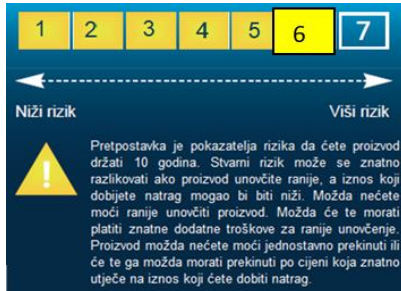 1 2 3 4 5 6 7
Niži rizik Viši rizik
!
Pretpostavka je pokazatelja rizika da ćete proizvod
držati 10 godina. Stvarni rizik može se znatno
razlikovati ako proizvod unovčite ranije, a iznos koji
dobijete natrag mogao bi biti niži. Možda nećete
moći ranije unovčiti proizvod. Možda će te morati
platiti znatne dodatne troškove za ranije unovčenje.
Proizvod možda nećete moći jednostavno prekinuti ili
će te ga možda morati prekinuti po cijeni koja znatno
utječe na iznos koji ćete dobiti natrag.